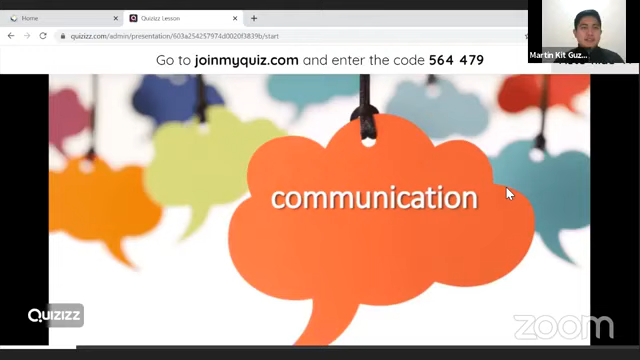 Home
Quizizz Lesson
quizizz.com/admin/presentation/603a254257974d0020f3839b/start
Go to joinmyquiz.com and enter the code 564 479
Martin Kit Guz...
communication
Quizizz
zoom